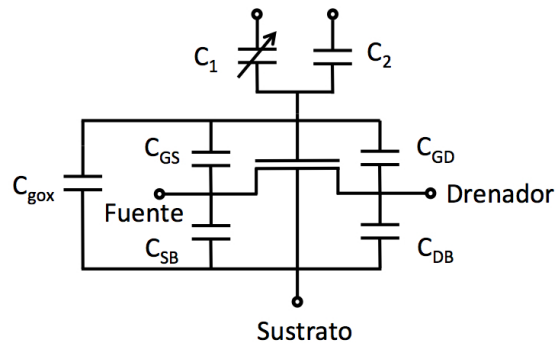 C1
C2
CGS
CGD
Cgox
Fuente
Drenador
CSB
CDB
Sustrato